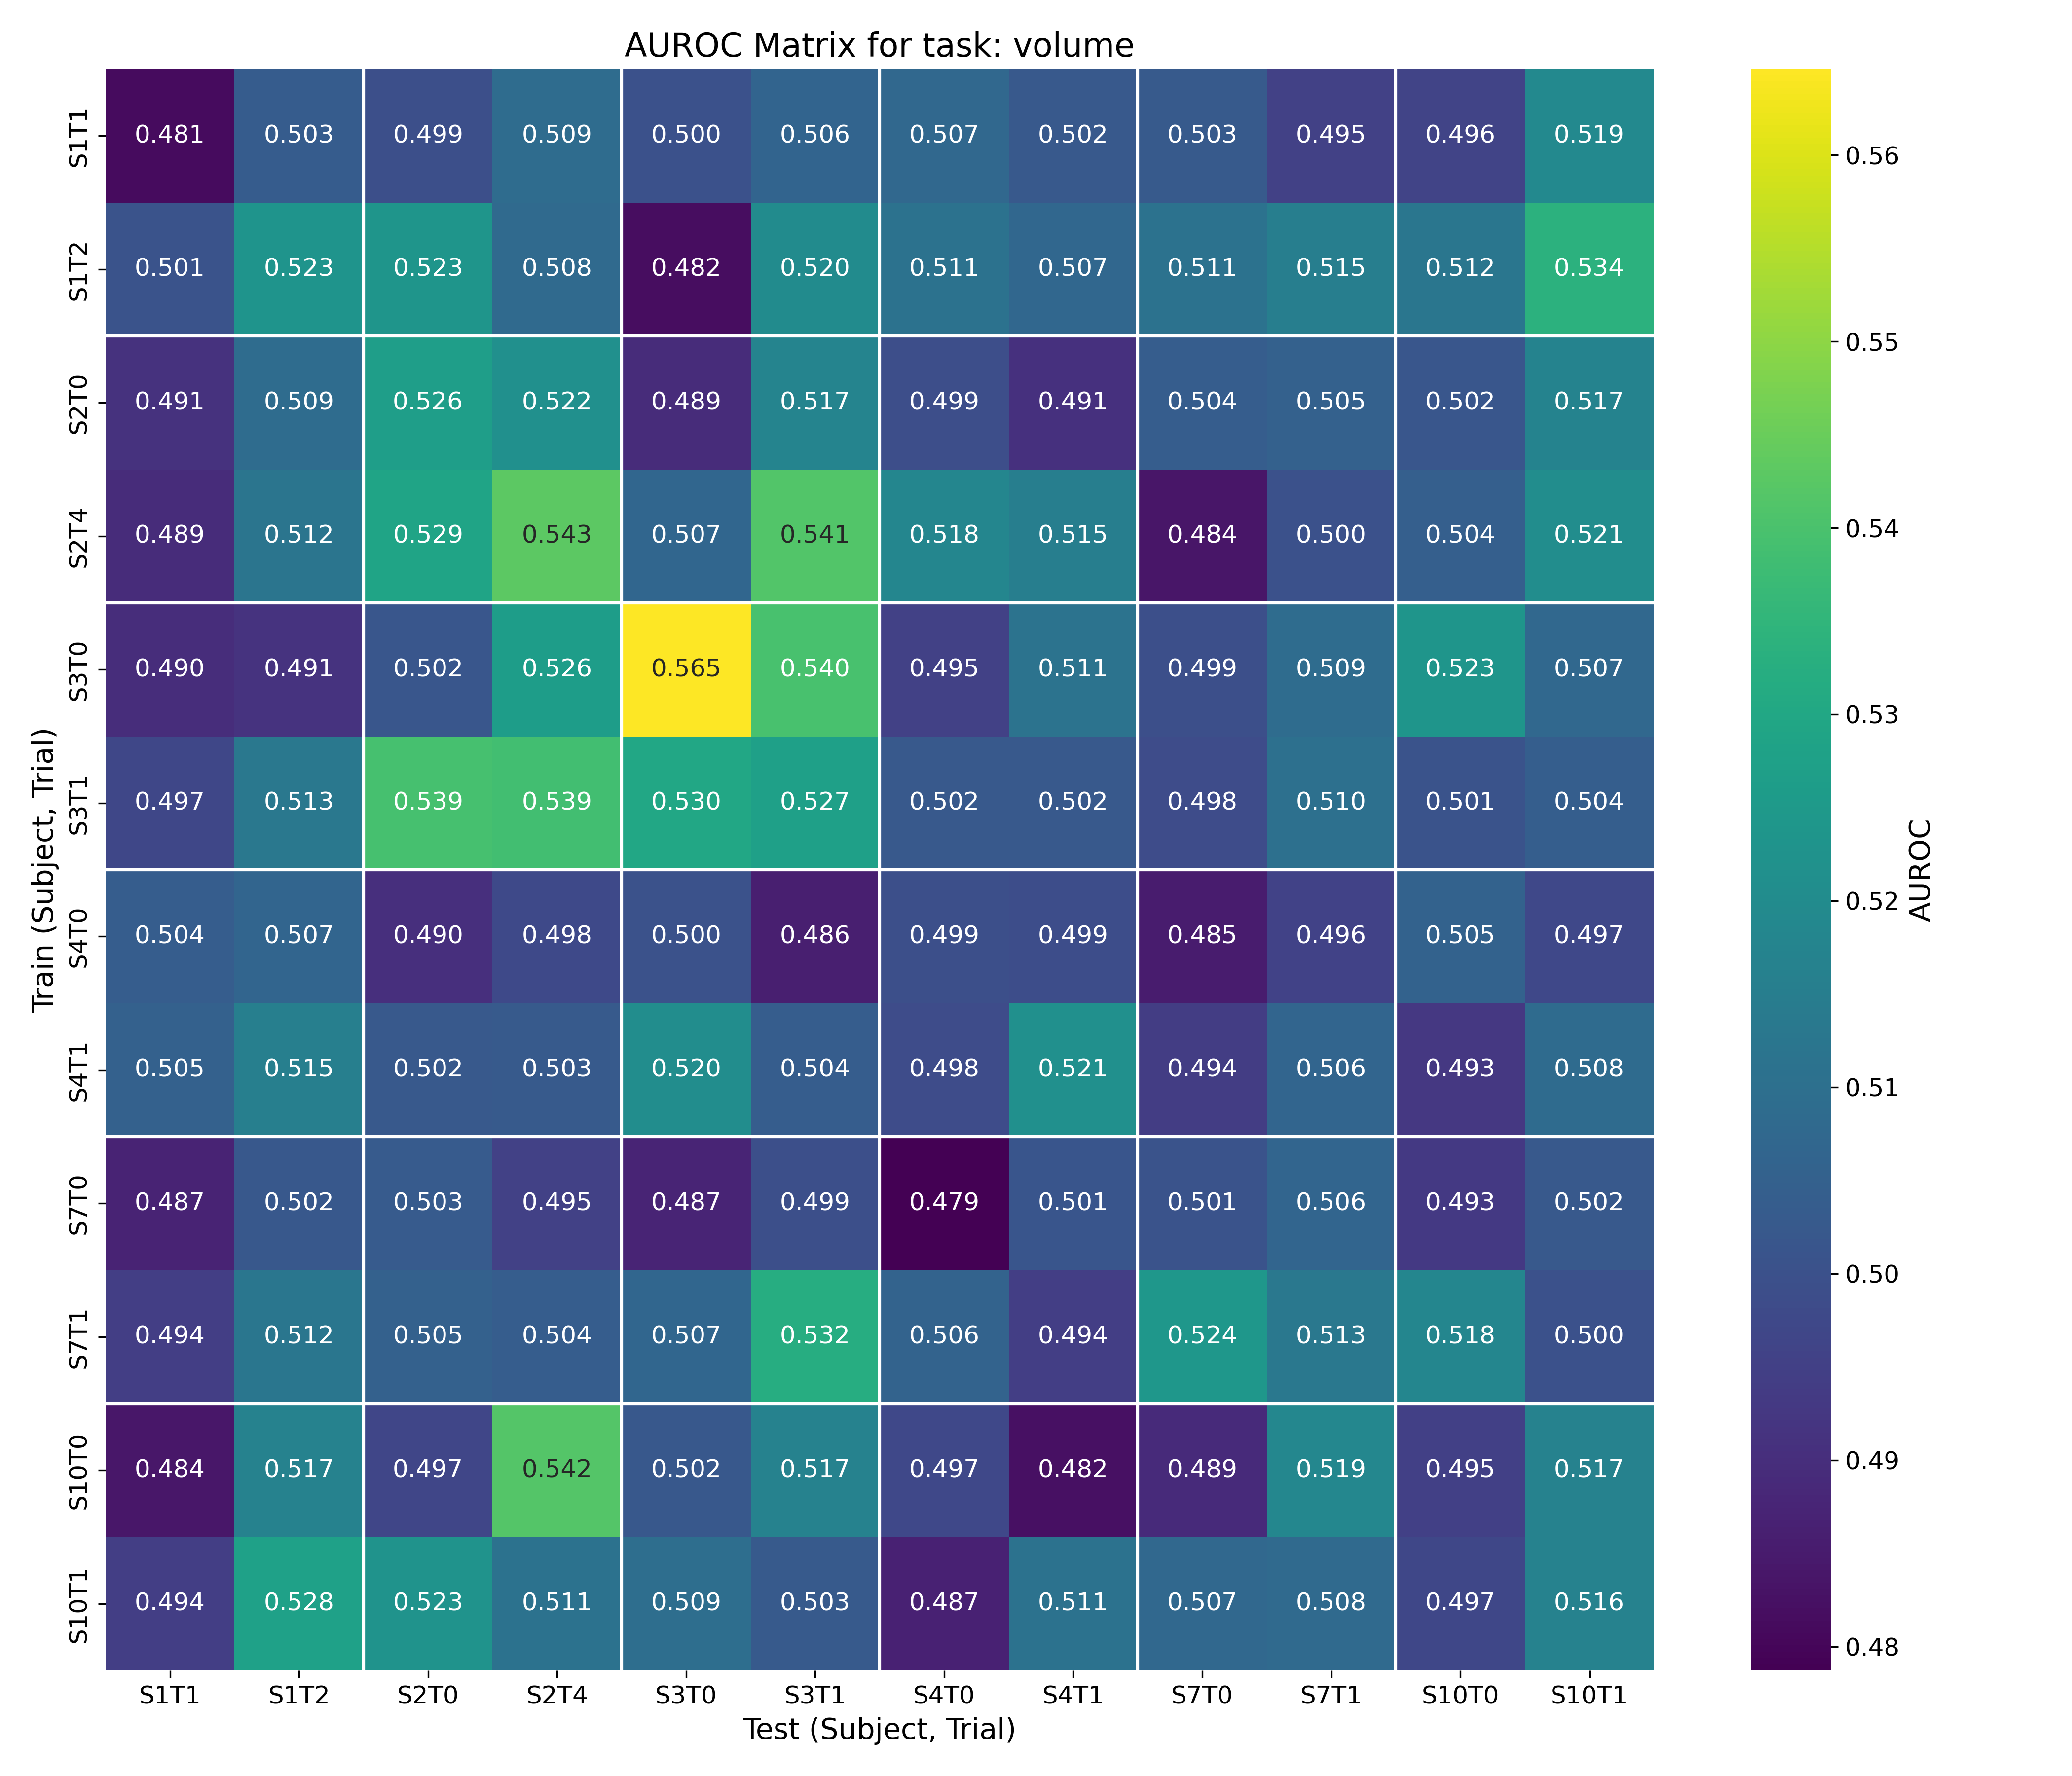 AUROC Matrix for task: volume
S1T1 0.481 0.503 0.499 0.509 0.500 0.506 0.507 0.502 0.503 0.495 0.496 0.519
S1T2 0.501 0.523 0.523 0.508 0.482 0.520 0.511 0.507 0.511 0.515 0.512 0.534
S2T0 0.491 0.509 0.526 0.522 0.489 0.517 0.499 0.491 0.504 0.505 0.502 0.517
S2T4 0.489 0.512 0.529 0.543 0.507 0.541 0.518 0.515 0.484 0.500 0.504 0.521
S3T0 0.490 0.491 0.502 0.526 0.565 0.540 0.495 0.511 0.499 0.509 0.523 0.507
S3T1 0.497 0.513 0.539 0.539 0.530 0.527 0.502 0.502 0.498 0.510 0.501 0.504
S4T0 0.504 0.507 0.490 0.498 0.500 0.486 0.499 0.499 0.485 0.496 0.505 0.497
S4T1 0.505 0.515 0.502 0.503 0.520 0.504 0.498 0.521 0.494 0.506 0.493 0.508
S7T0 0.487 0.502 0.503 0.495 0.487 0.499 0.479 0.501 0.501 0.506 0.493 0.502
S7T1 0.494 0.512 0.505 0.504 0.507 0.532 0.506 0.494 0.524 0.513 0.518 0.500
S10T0 0.484 0.517 0.497 0.542 0.502 0.517 0.497 0.482 0.489 0.519 0.495 0.517
S10T1 0.494 0.528 0.523 0.511 0.509 0.503 0.487 0.511 0.507 0.508 0.497 0.516
S1T1 S1T2 S2T0 S2T4 S3T0 S3T1 S4T0 S4T1 S7T0 S7T1 S10T0 S10T1
Test (Subject, Trial)
Train (Subject, Trial)
0.56
0.55
0.54
0.53
0.52
0.51
0.50
0.49
0.48
AUROC